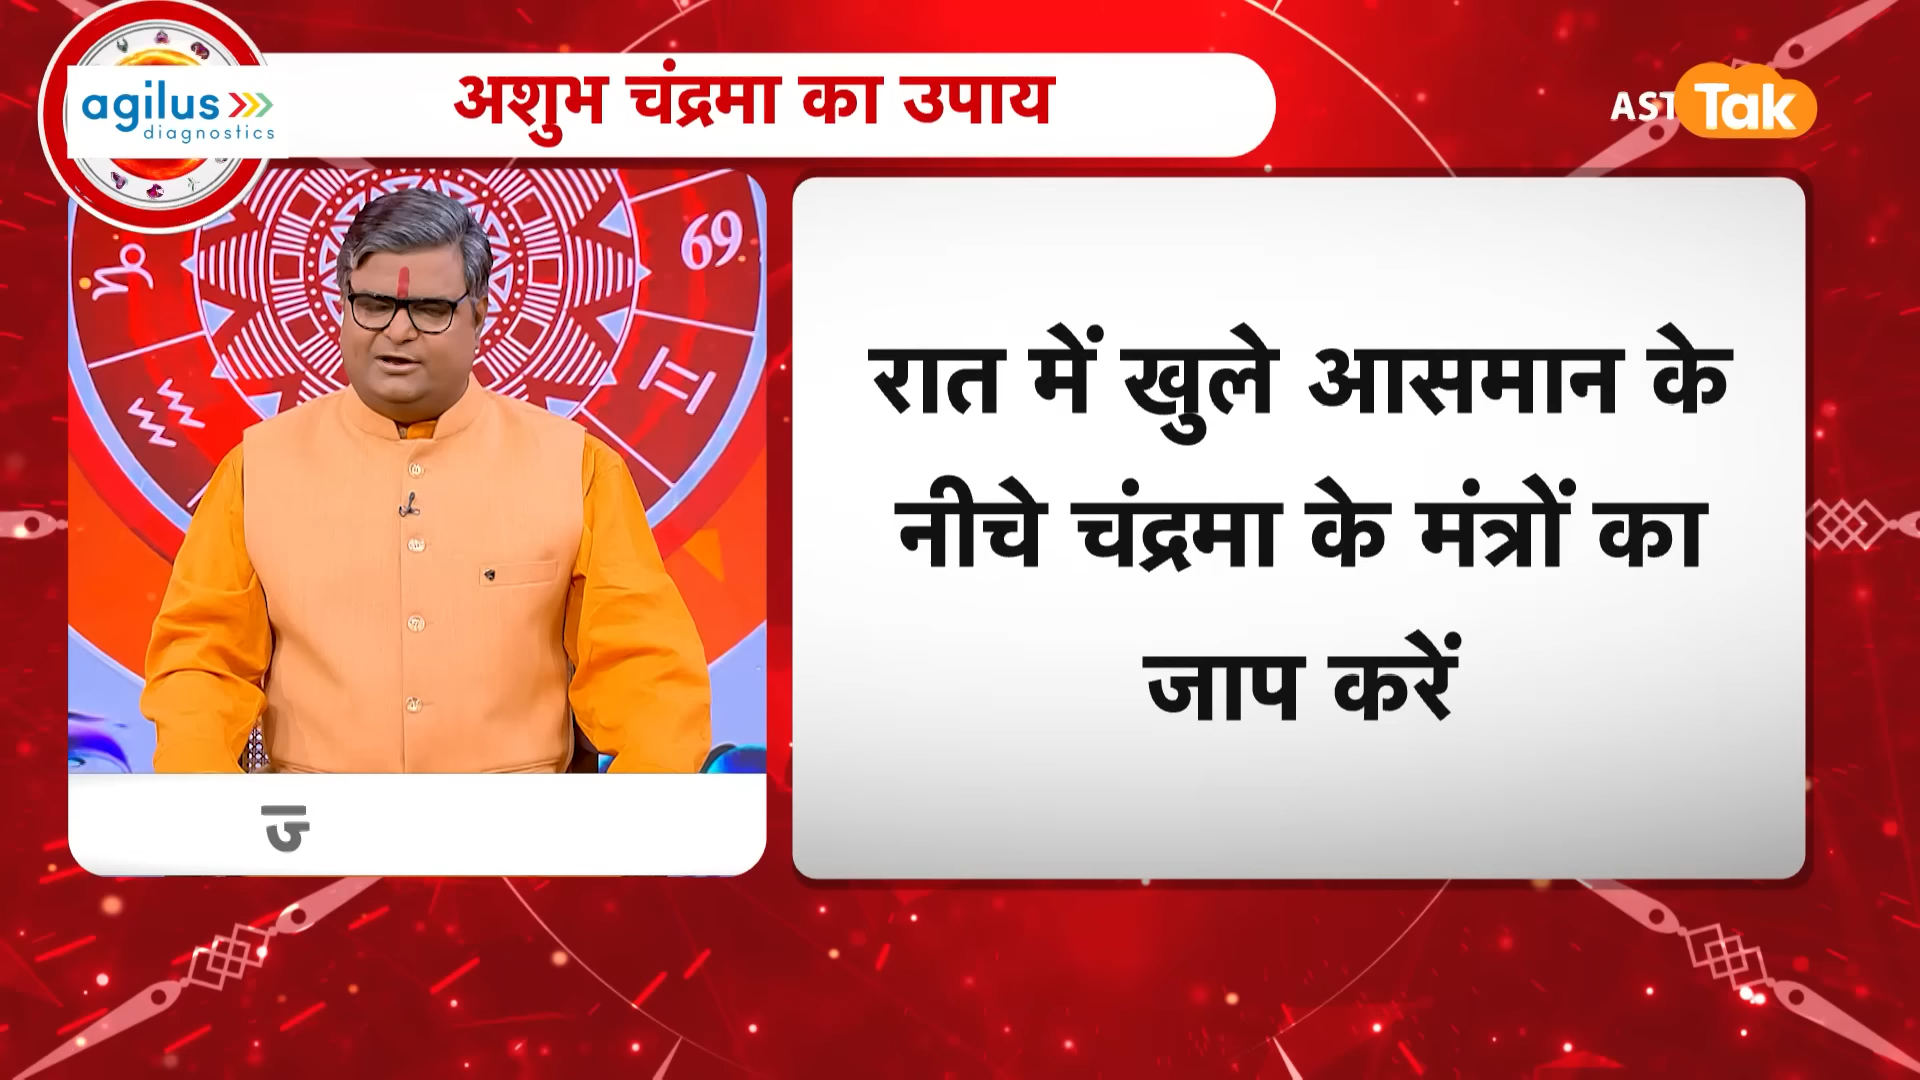 agilus
diagnostics
अशुभ चंद्रमा का उपाय
AST Tak
69
रात में खुले आसमान के
नीचे चंद्रमा के मंत्रों का
जाप करें